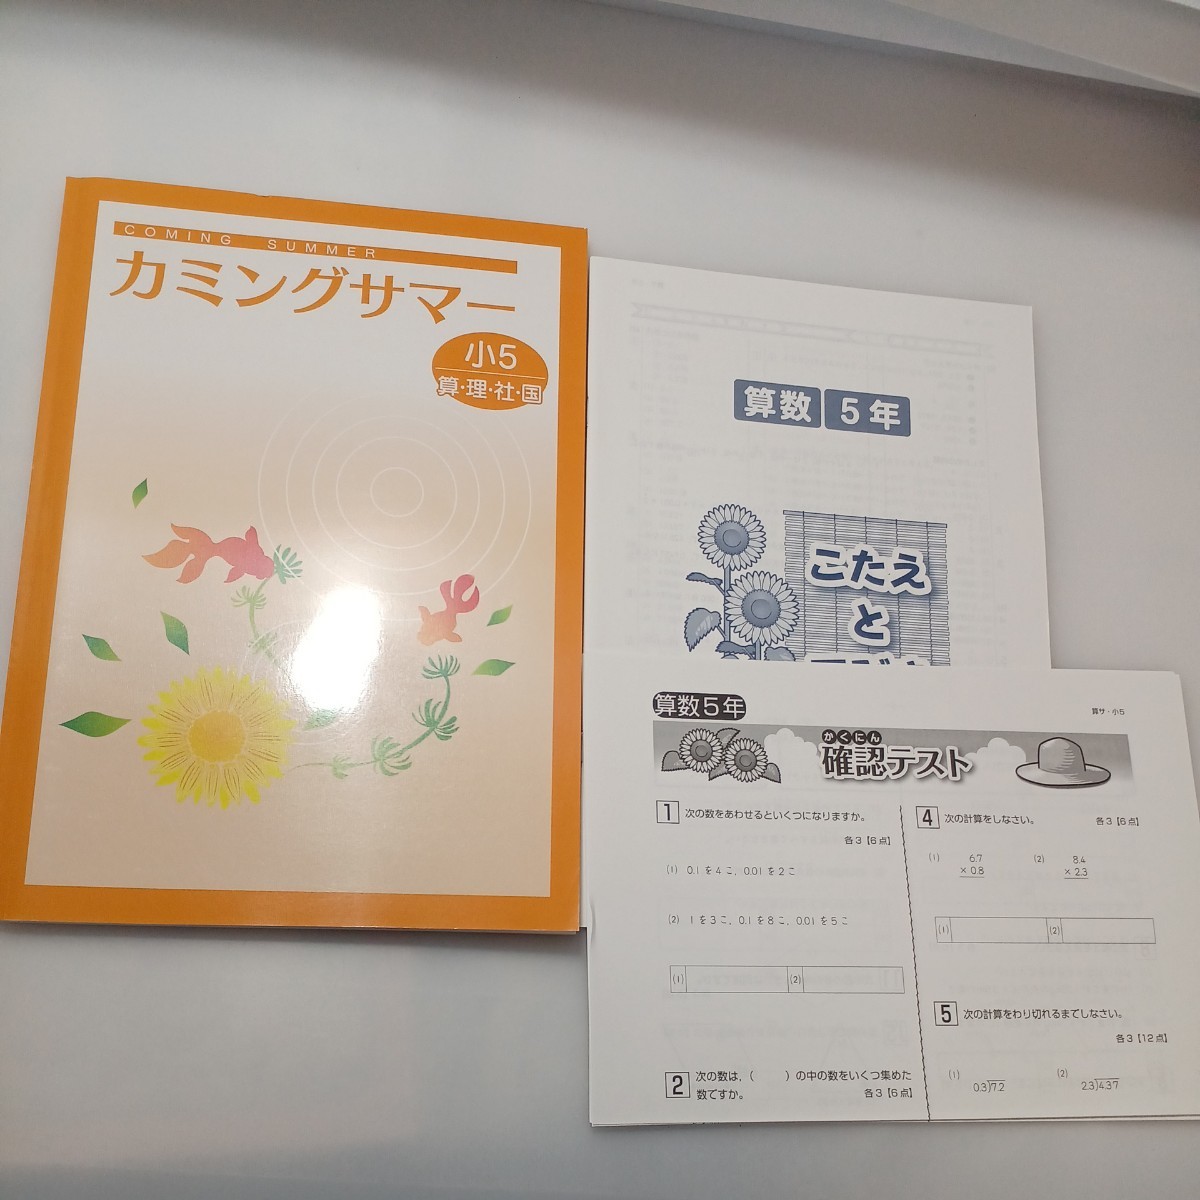 COMING SUMMER
カミングサマー
小5
算・理・社・国
算数 5年
こたえ
と
算数5年
算サ・小5
かくにん
確認テスト
1 次の数をあわせるといくつになりますか。
各3【6点】
(1) 0.1を4こ, 0.01を2こ
(2) 1を3こ, 0.1を8こ, 0.01を5こ
(1) (2)
2 次の数は, （　　）の中の数をいくつ集めた
数ですか。
各3【6点】
4 次の計算をしなさい。
各3【6点】
(1) 6.7
× 0.8
(2) 8.4
× 2.3
(1) (2)
5 次の計算をわり切れるまでしなさい。
各3【12点】
(1) 0.3)7.2
(2) 2.3)4.37